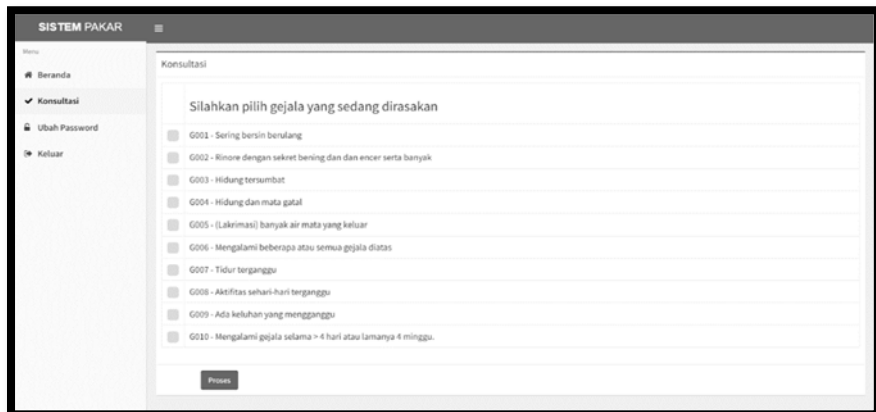 SISTEM PAKAR
Menu
Beranda
Konsultasi
Ubah Password
Keluar
Konsultasi
Silahkan pilih gejala yang sedang dirasakan
G001 - Sering bersin berulang
G002 - Rinore dengan sekret bening dan dan encer serta banyak
G003 - Hidung tersumbat
G004 - Hidung dan mata gatal
G005 - (Lakrimasi) banyak air mata yang keluar
G006 - Mengalami beberapa atau semua gejala diatas
G007 - Tidur terganggu
G008 - Aktifitas sehari-hari terganggu
G009 - Ada keluhan yang mengganggu
G010 - Mengalami gejala selama > 4 hari atau lamanya 4 minggu.
Proses